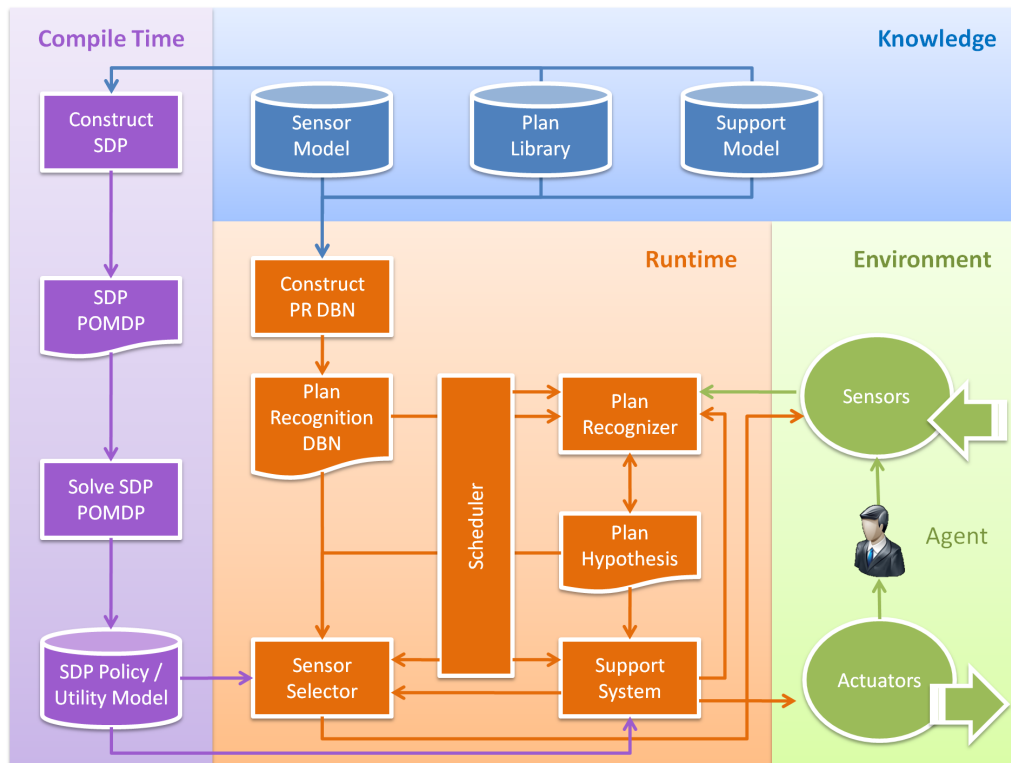 Compile Time
Knowledge
Construct
SDP
Sensor
Model
Plan
Library
Support
Model
Runtime
Environment
Construct
PR DBN
SDP
POMDP
Plan
Recognition
DBN
Plan
Recognizer
Sensors
Solve SDP
POMDP
Scheduler
Plan
Hypothesis
Agent
SDP Policy /
Utility Model
Sensor
Selector
Support
System
Actuators